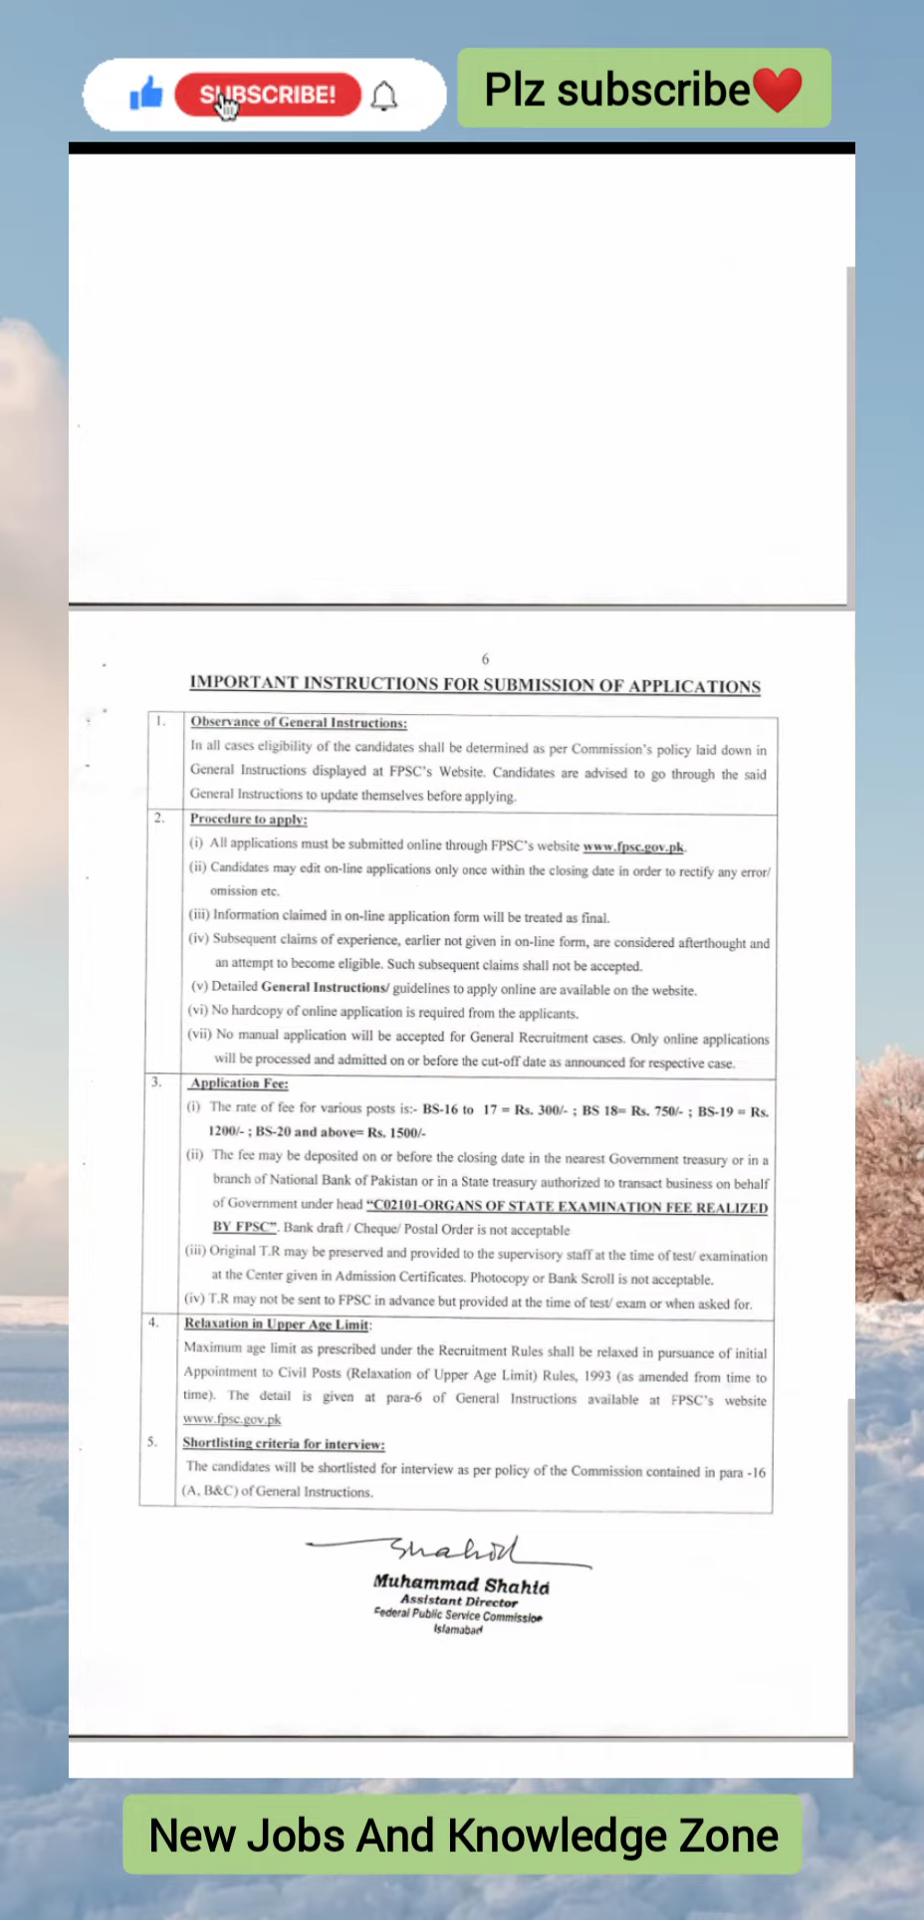 SUBSCRIBE!
Plz subscribe❤️
6
IMPORTANT INSTRUCTIONS FOR SUBMISSION OF APPLICATIONS
1. Observance of General Instructions:
In all cases eligibility of the candidates shall be determined as per Commission's policy laid down in
General Instructions displayed at FPSC's Website. Candidates are advised to go through the said
General Instructions to update themselves before applying.
2. Procedure to apply:
(i) All applications must be submitted online through FPSC's website www.fpsc.gov.pk.
(ii) Candidates may edit on-line applications only once within the closing date in order to rectify any error/
omission etc.
(iii) Information claimed in on-line application form will be treated as final.
(iv) Subsequent claims of experience, earlier not given in on-line form, are considered afterthought and
an attempt to become eligible. Such subsequent claims shall not be accepted.
(v) Detailed General Instructions/ guidelines to apply online are available on the website.
(vi) No hardcopy of online application is required from the applicants.
(vii) No manual application will be accepted for General Recruitment cases. Only online applications
will be processed and admitted on or before the cut-off date as announced for respective case.
3. Application Fee:
(i) The rate of fee for various posts is:- BS-16 to 17 = Rs. 300/- ; BS 18= Rs. 750/- ; BS-19 = Rs.
1200/- ; BS-20 and above= Rs. 1500/-
(ii) The fee may be deposited on or before the closing date in the nearest Government treasury or in a
branch of National Bank of Pakistan or in a State treasury authorized to transact business on behalf
of Government under head "C02101-ORGANS OF STATE EXAMINATION FEE REALIZED
BY FPSC". Bank draft / Cheque/ Postal Order is not acceptable
(iii) Original T.R may be preserved and provided to the supervisory staff at the time of test/ examination
at the Center given in Admission Certificates. Photocopy or Bank Scroll is not acceptable.
(iv) T.R may not be sent to FPSC in advance but provided at the time of test/ exam or when asked for.
4. Relaxation in Upper Age Limit:
Maximum age limit as prescribed under the Recruitment Rules shall be relaxed in pursuance of initial
Appointment to Civil Posts (Relaxation of Upper Age Limit) Rules, 1993 (as amended from time to
time). The detail is given at para-6 of General Instructions available at FPSC's website
www.fpsc.gov.pk
5. Shortlisting criteria for interview:
The candidates will be shortlisted for interview as per policy of the Commission contained in para -16
(A, B&C) of General Instructions.
Shahid
Muhammad Shahid
Assistant Director
Federal Public Service Commission
Islamabad
New Jobs And Knowledge Zone